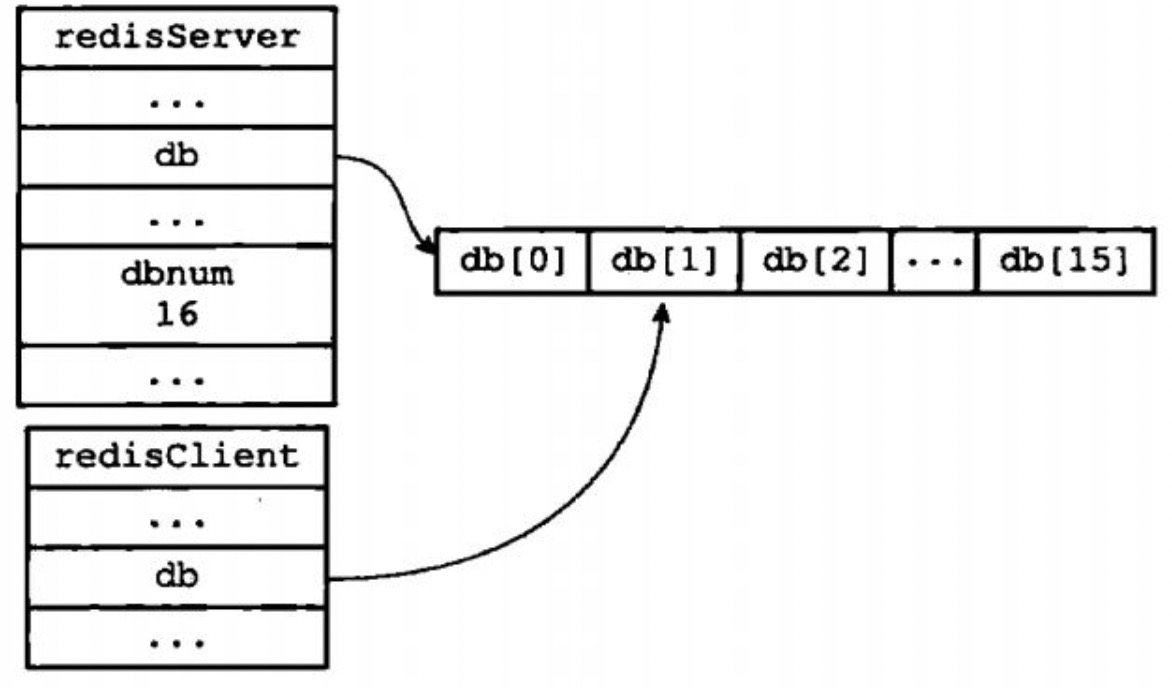 redisServer
...
db
...
dbnum
16
...
db[0] db[1] db[2] ... db[15]
redisClient
...
db
...